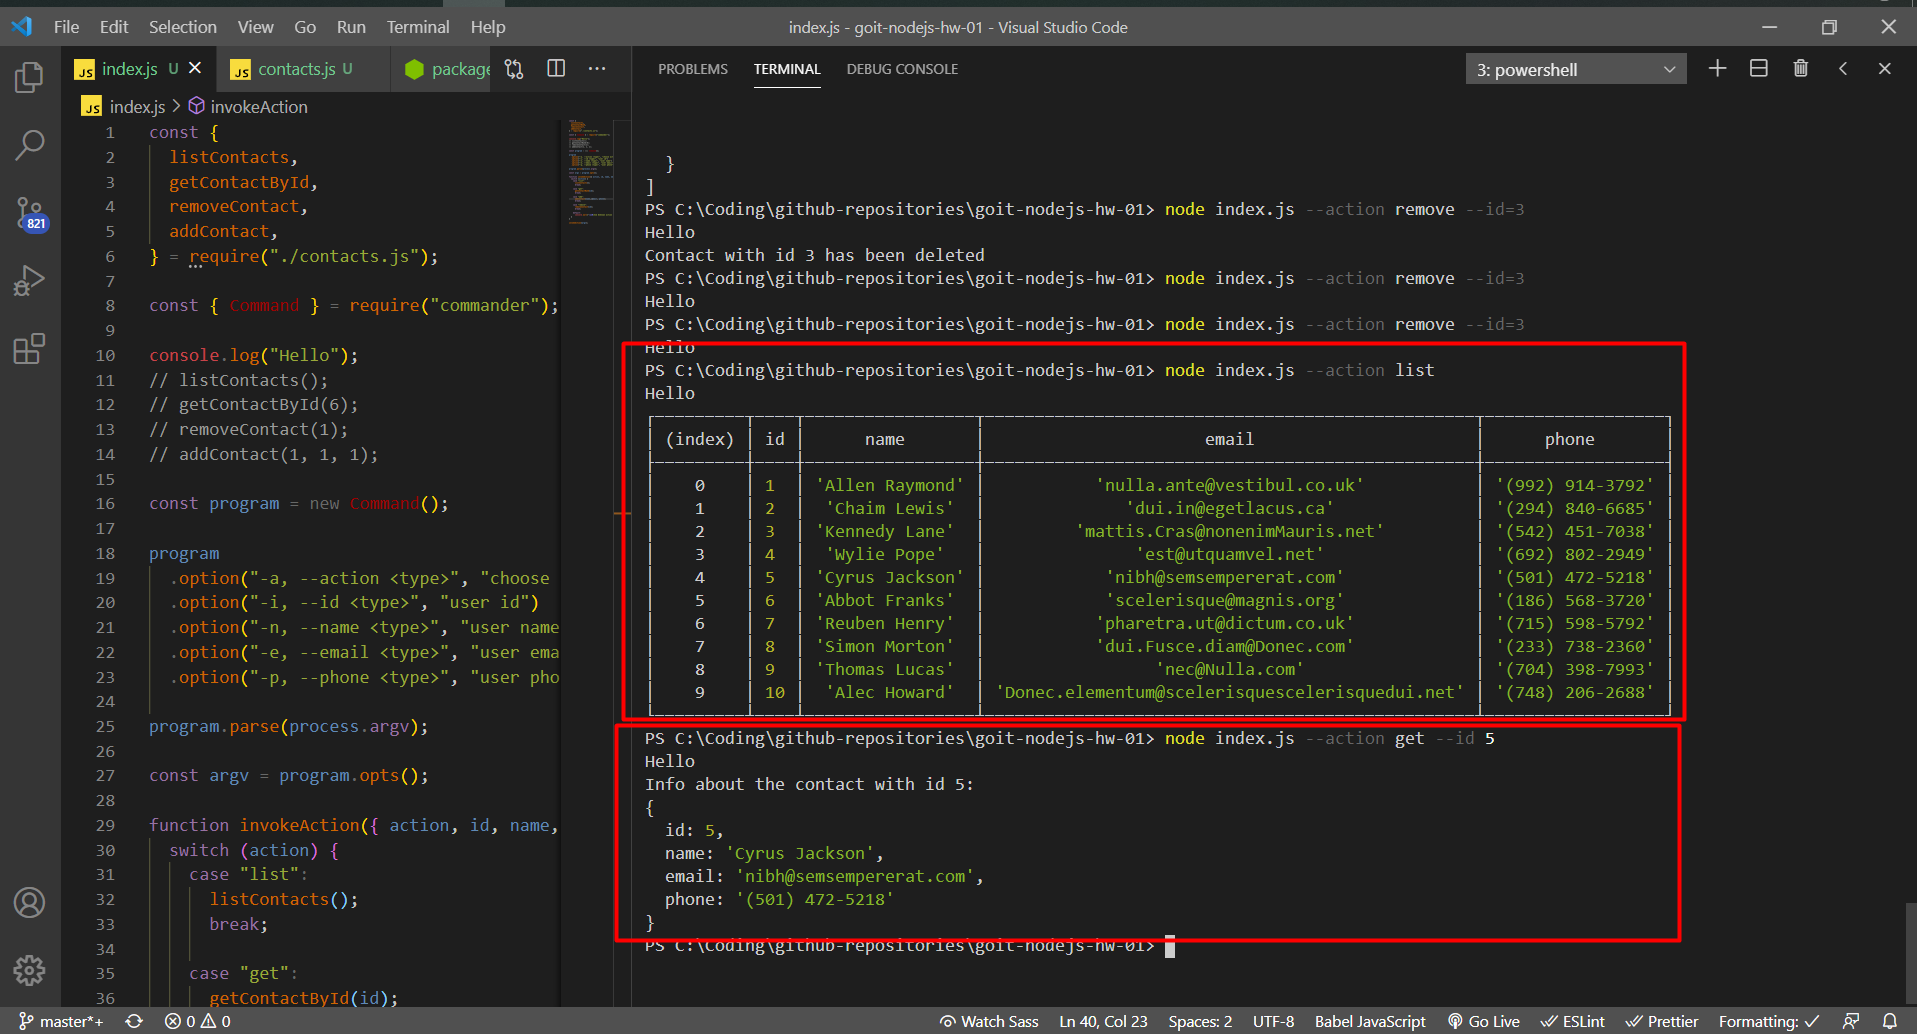 File Edit Selection View Go Run Terminal Help
index.js - goit-nodejs-hw-01 - Visual Studio Code
JS index.js U
JS contacts.js U
package
JS index.js > invokeAction
821
1 const {
2 listContacts,
3 getContactById,
4 removeContact,
5 addContact,
6 } = require("./contacts.js");
7
8 const { Command } = require("commander");
9
10 console.log("Hello");
11 // listContacts();
12 // getContactById(6);
13 // removeContact(1);
14 // addContact(1, 1, 1);
15
16 const program = new Command();
17
18 program
19 .option("-a, --action <type>", "choose
20 .option("-i, --id <type>", "user id")
21 .option("-n, --name <type>", "user name
22 .option("-e, --email <type>", "user ema
23 .option("-p, --phone <type>", "user pho
24
25 program.parse(process.argv);
26
27 const argv = program.opts();
28
29 function invokeAction({ action, id, name,
30 switch (action) {
31 case "list":
32 listContacts();
33 break;
34
35 case "get":
36 getContactById(id);
PROBLEMS TERMINAL DEBUG CONSOLE
3: powershell
}
]
PS C:\Coding\github-repositories\goit-nodejs-hw-01> node index.js --action remove --id=3
Hello
Contact with id 3 has been deleted
PS C:\Coding\github-repositories\goit-nodejs-hw-01> node index.js --action remove --id=3
Hello
PS C:\Coding\github-repositories\goit-nodejs-hw-01> node index.js --action remove --id=3
Hello
PS C:\Coding\github-repositories\goit-nodejs-hw-01> node index.js --action list
Hello
(index) id name email phone
0 1 'Allen Raymond' 'nulla.ante@vestibul.co.uk' '(992) 914-3792'
1 2 'Chaim Lewis' 'dui.in@egetlacus.ca' '(294) 840-6685'
2 3 'Kennedy Lane' 'mattis.Cras@nonenimMauris.net' '(542) 451-7038'
3 4 'Wylie Pope' 'est@utquamvel.net' '(692) 802-2949'
4 5 'Cyrus Jackson' 'nibh@semsempererat.com' '(501) 472-5218'
5 6 'Abbot Franks' 'scelerisque@magnis.org' '(186) 568-3720'
6 7 'Reuben Henry' 'pharetra.ut@dictum.co.uk' '(715) 598-5792'
7 8 'Simon Morton' 'dui.Fusce.diam@Donec.com' '(233) 738-2360'
8 9 'Thomas Lucas' 'nec@Nulla.com' '(704) 398-7993'
9 10 'Alec Howard' 'Donec.elementum@scelerisquescelerisquedui.net' '(748) 206-2688'
PS C:\Coding\github-repositories\goit-nodejs-hw-01> node index.js --action get --id 5
Hello
Info about the contact with id 5:
{
id: 5,
name: 'Cyrus Jackson',
email: 'nibh@semsempererat.com',
phone: '(501) 472-5218'
}
PS C:\Coding\github-repositories\goit-nodejs-hw-01>
master*+ 0 0 Watch Sass Ln 40, Col 23 Spaces: 2 UTF-8 Babel JavaScript Go Live ESLint Prettier Formatting: